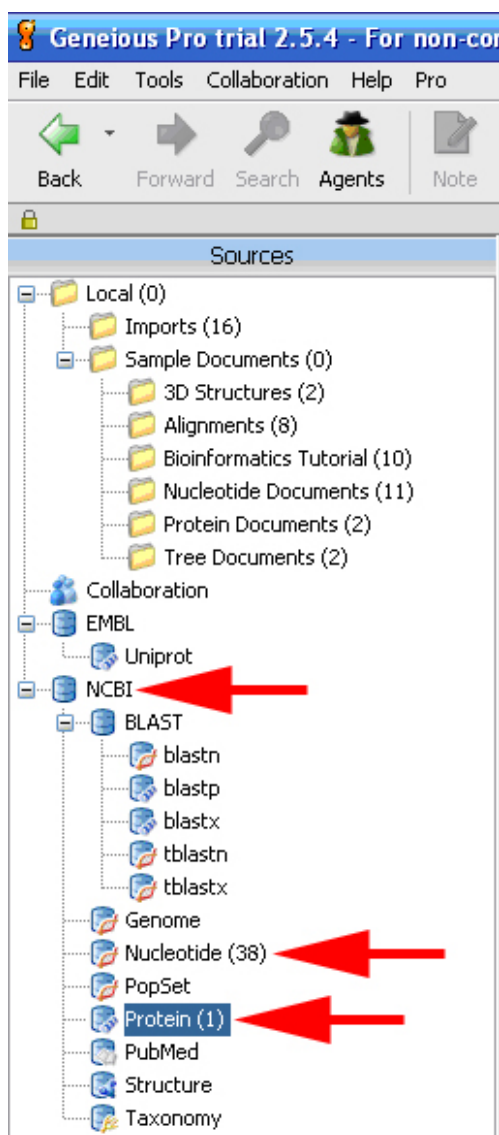 Geneious Pro trial 2.5.4 - For non-co
File Edit Tools Collaboration Help Pro
Back Forward Search Agents Note
Sources
Local (0)
Imports (16)
Sample Documents (0)
3D Structures (2)
Alignments (8)
Bioinformatics Tutorial (10)
Nucleotide Documents (11)
Protein Documents (2)
Tree Documents (2)
Collaboration
EMBL
Uniprot
NCBI
BLAST
blastn
blastp
blastx
tblastn
tblastx
Genome
Nucleotide (38)
PopSet
Protein (1)
PubMed
Structure
Taxonomy